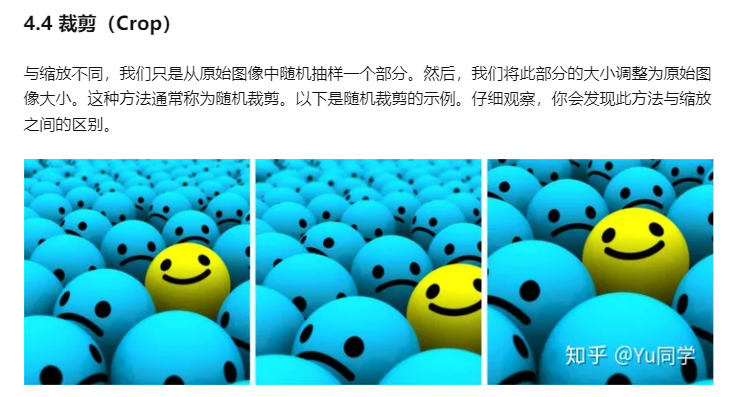 4.4 裁剪（Crop）
与缩放不同，我们只是从原始图像中随机抽样一个部分。然后，我们将此部分的大小调整为原始图
像大小。这种方法通常称为随机裁剪。以下是随机裁剪的示例。仔细观察，你会发现此方法与缩放
之间的区别。
知乎 @Yu同学